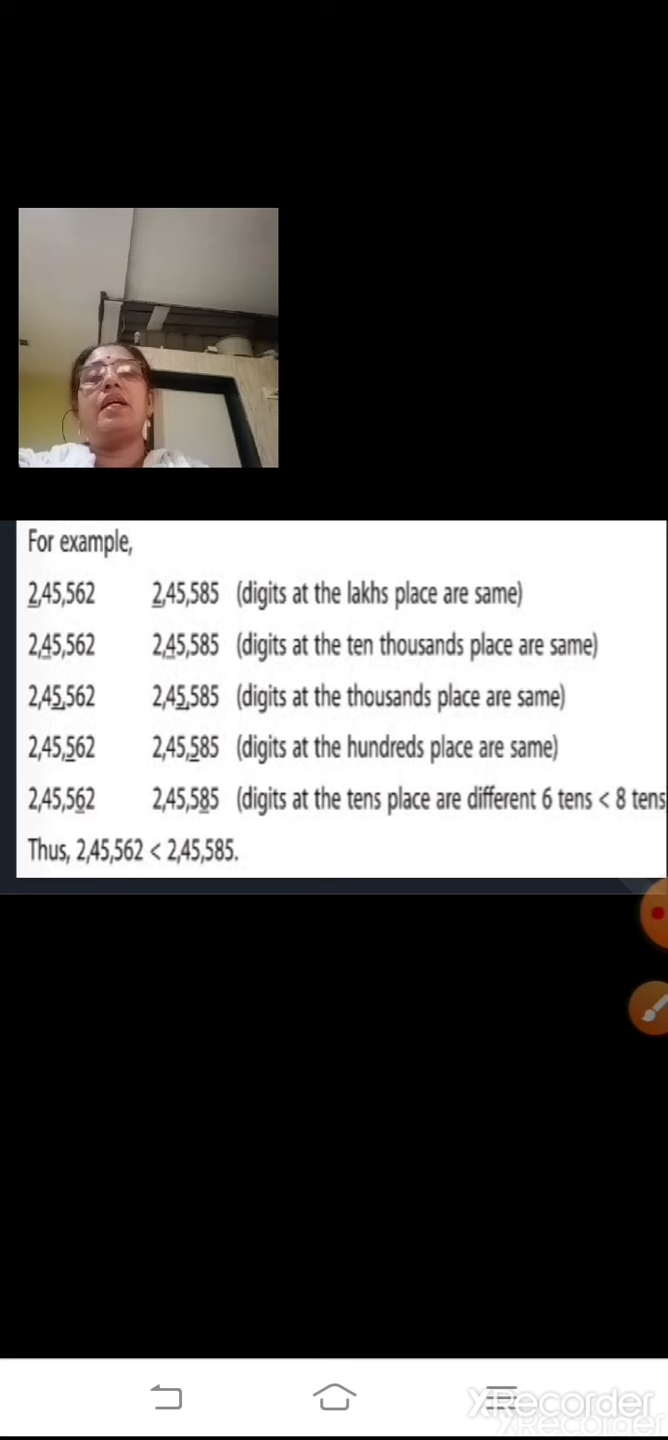 For example,
2,45,562 2,45,585 (digits at the lakhs place are same)
2,45,562 2,45,585 (digits at the ten thousands place are same)
2,45,562 2,45,585 (digits at the thousands place are same)
2,45,562 2,45,585 (digits at the hundreds place are same)
2,45,562 2,45,585 (digits at the tens place are different 6 tens < 8 tens
Thus, 2,45,562 < 2,45,585.
XRecorder
XRecorder